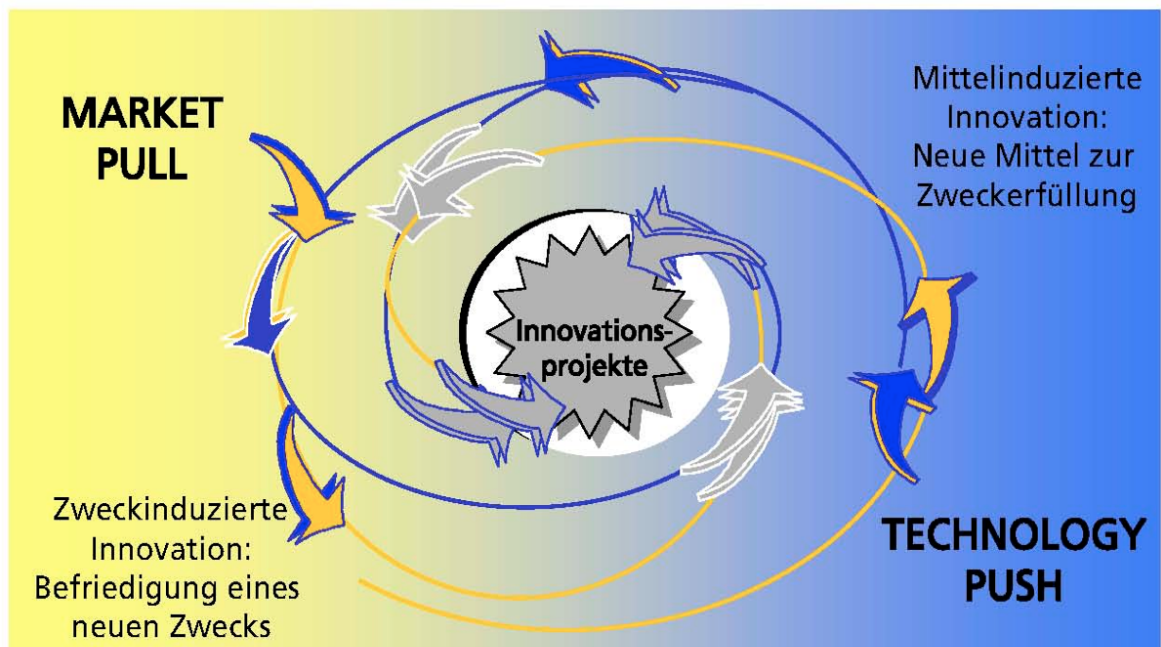 MARKET
PULL
Mittelinduzierte
Innovation:
Neue Mittel zur
Zweckerfüllung
Innovations-
projekte
Zweckinduzierte
Innovation:
Befriedigung eines
neuen Zwecks
TECHNOLOGY
PUSH